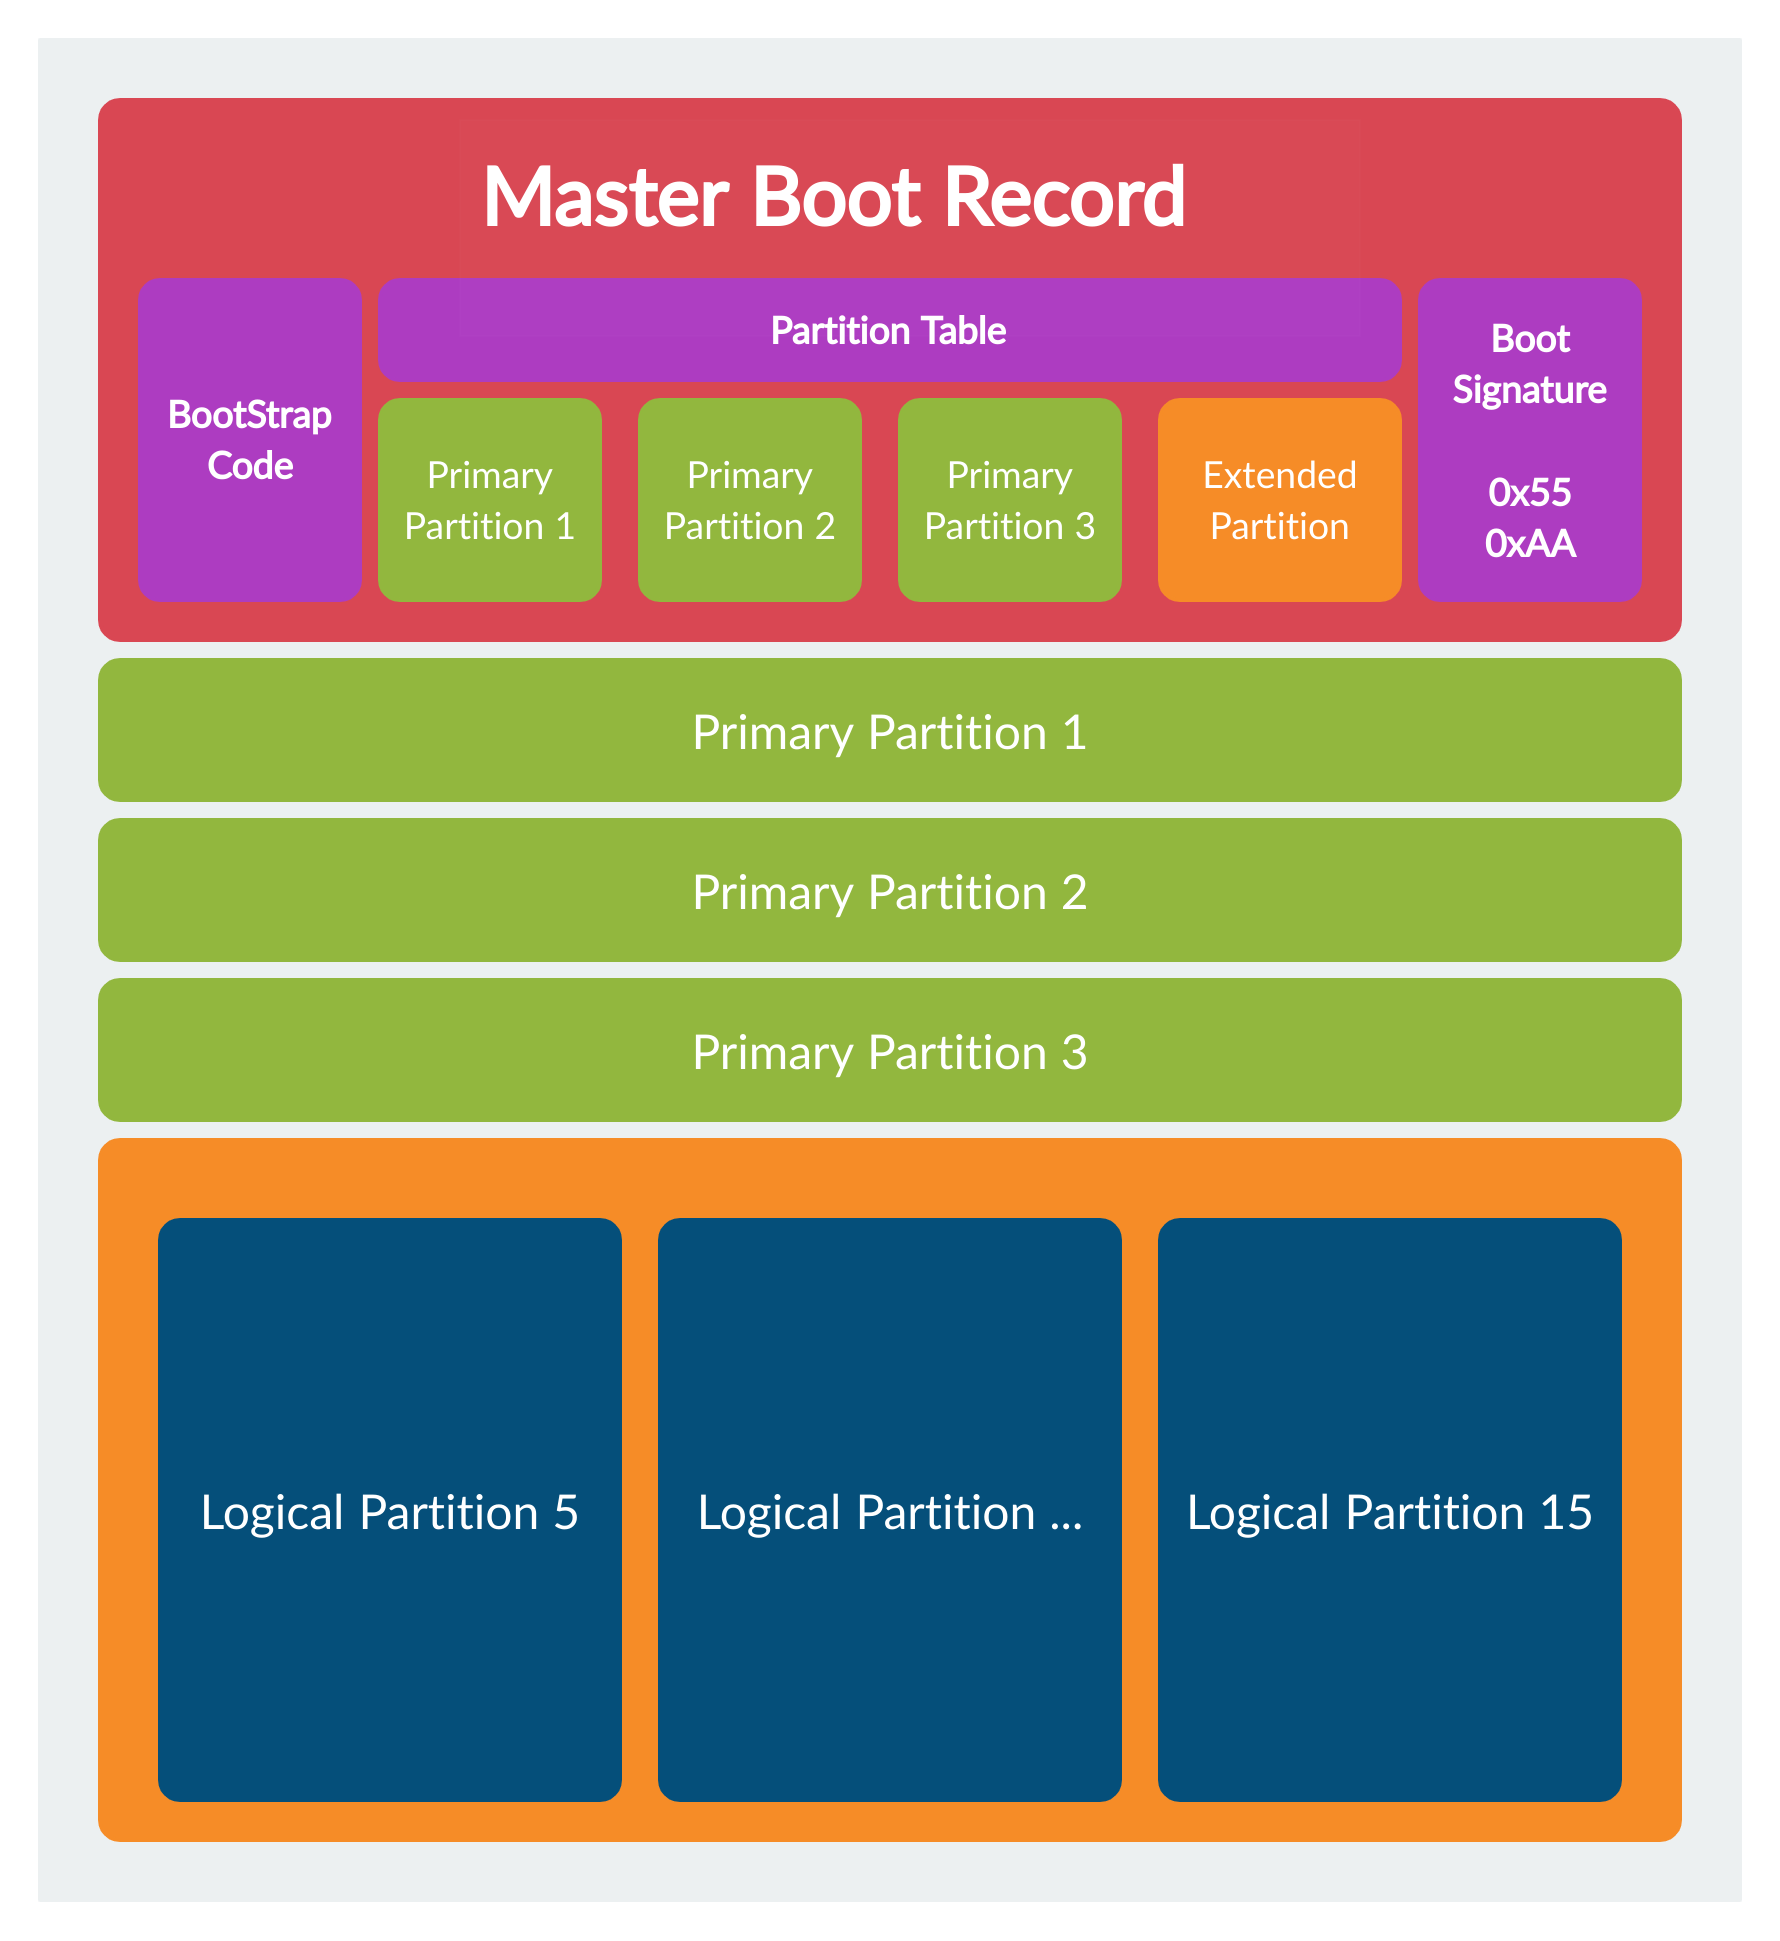 Master Boot Record
BootStrap
Code
Partition Table
Primary
Partition 1
Primary
Partition 2
Primary
Partition 3
Extended
Partition
Boot
Signature
0x55
0xAA
Primary Partition 1
Primary Partition 2
Primary Partition 3
Logical Partition 5
Logical Partition ...
Logical Partition 15